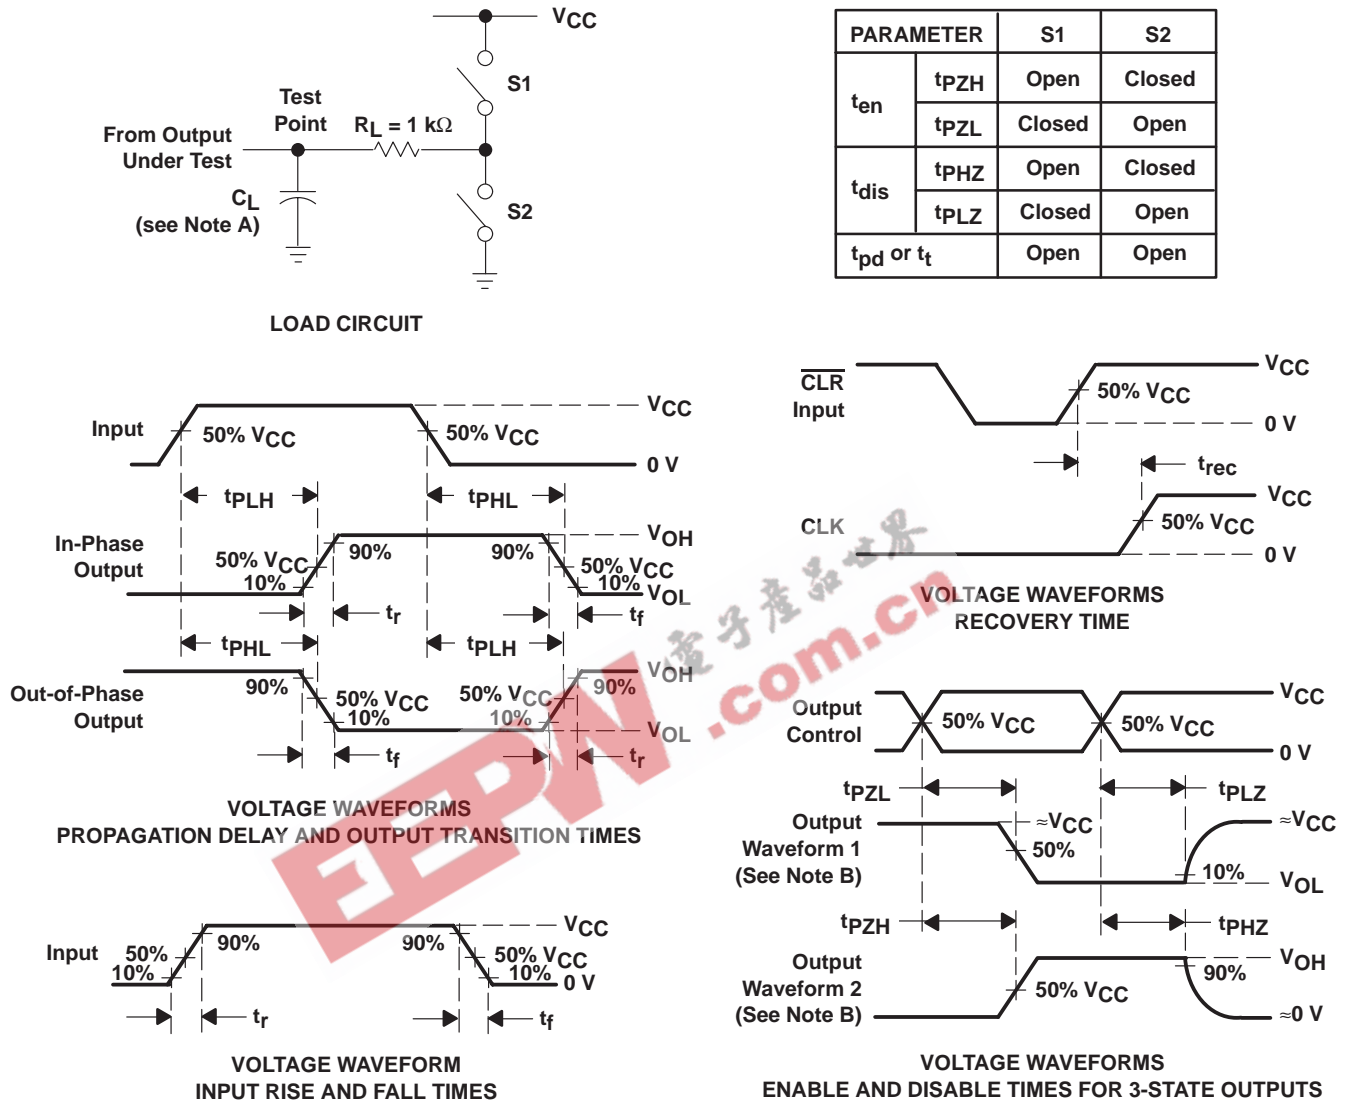 VCC
S1
Test
Point
RL = 1 kΩ
From Output
Under Test
CL
(see Note A)
S2
LOAD CIRCUIT
PARAMETER S1 S2
ten tPZH Open Closed
tPZL Closed Open
tdis tPHZ Open Closed
tPLZ Closed Open
tpd or tt Open Open
Input
50% VCC
50% VCC
VCC
0 V
tPLH
tPHL
In-Phase
Output
50% VCC
10%
90%
90%
VOH
50% VCC
10%
VOL
tr
tf
tPHL
tPLH
Out-of-Phase
Output
90%
50% VCC
10%
50% VCC
10%
90%
VOH
VOL
tf
tr
VOLTAGE WAVEFORMS
PROPAGATION DELAY AND OUTPUT TRANSITION TIMES
Input
50%
10%
90%
90%
VCC
50% VCC
10%
0 V
tr
tf
VOLTAGE WAVEFORM
INPUT RISE AND FALL TIMES
CLR
Input
50% VCC
VCC
0 V
trec
CLK
50% VCC
VCC
0 V
VOLTAGE WAVEFORMS
RECOVERY TIME
Output
Control
50% VCC
50% VCC
VCC
0 V
tPZL
tPLZ
Output
Waveform 1
(See Note B)
≈VCC
50%
≈VCC
10%
VOL
tPZH
tPHZ
Output
Waveform 2
(See Note B)
50% VCC
VOH
90%
≈0 V
VOLTAGE WAVEFORMS
ENABLE AND DISABLE TIMES FOR 3-STATE OUTPUTS
EEPW
.com.cn
電子產品世界